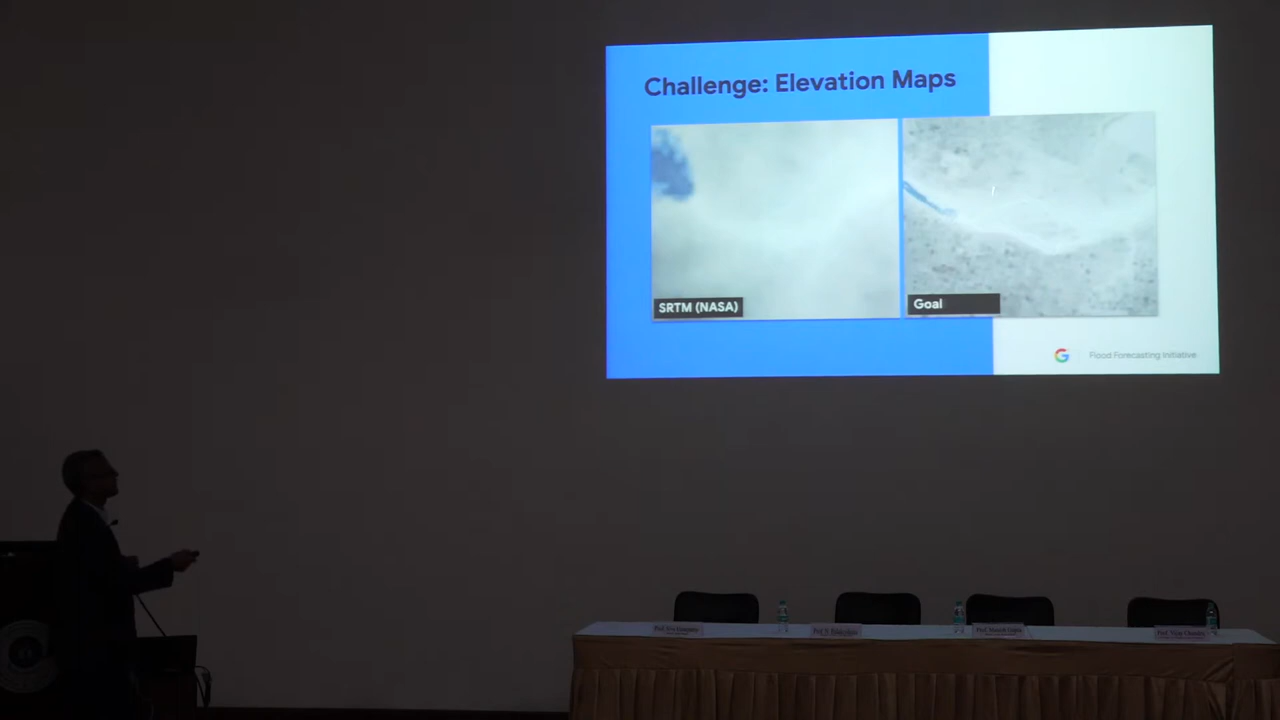 Challenge: Elevation Maps
SRTM (NASA)
Goal
Flood Forecasting Initiative